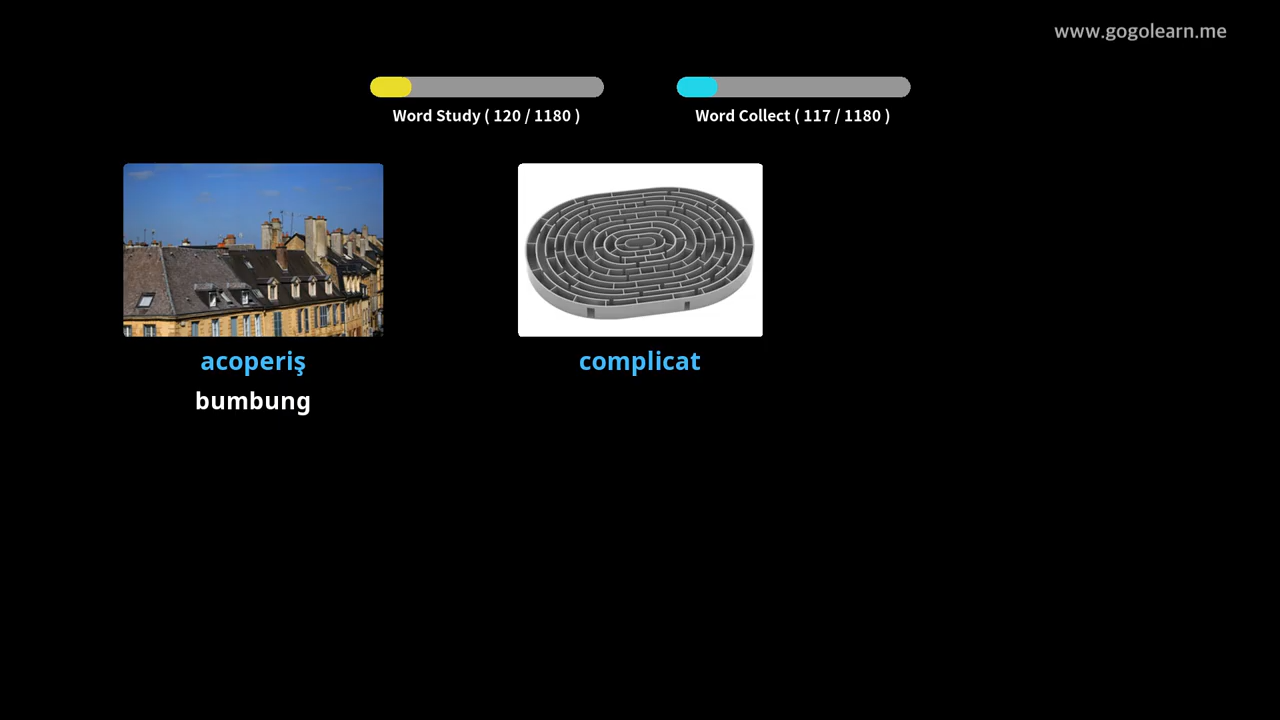 www.gogolearn.me
Word Study ( 120 / 1180 )
Word Collect ( 117 / 1180 )
acoperiş
bumbung
complicat